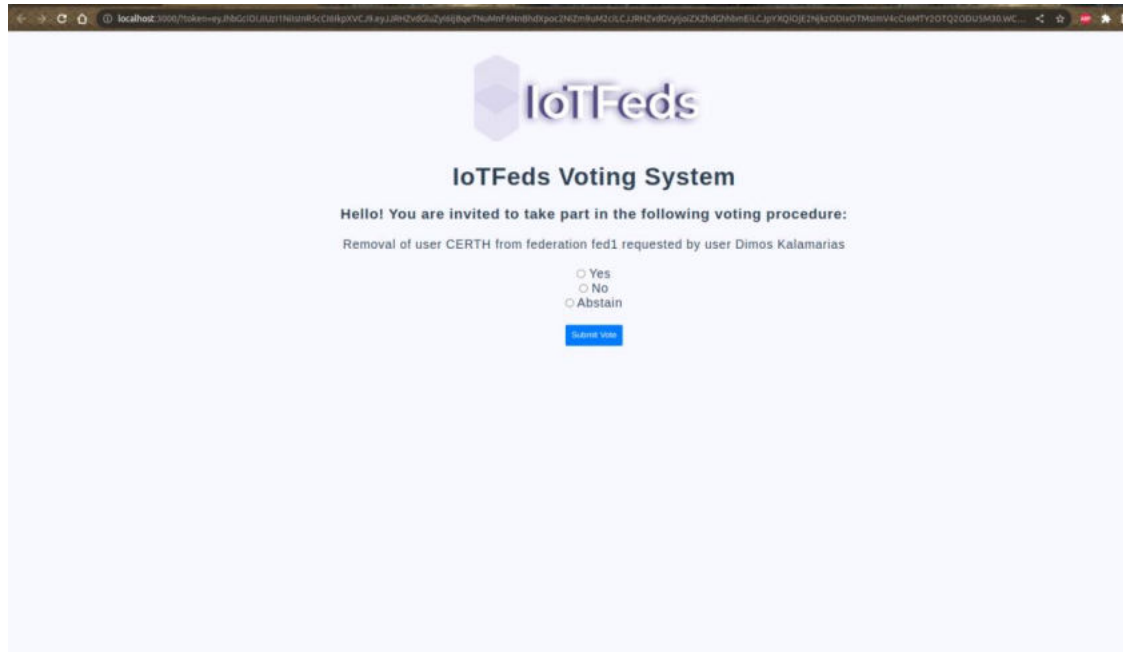 localhost
IoTFeds
IoTFeds Voting System
Hello! You are invited to take part in the following voting procedure:
Removal of user CERTH from federation fed1 requested by user Dimos Kalamarias
Yes
No
Abstain
Submit Vote